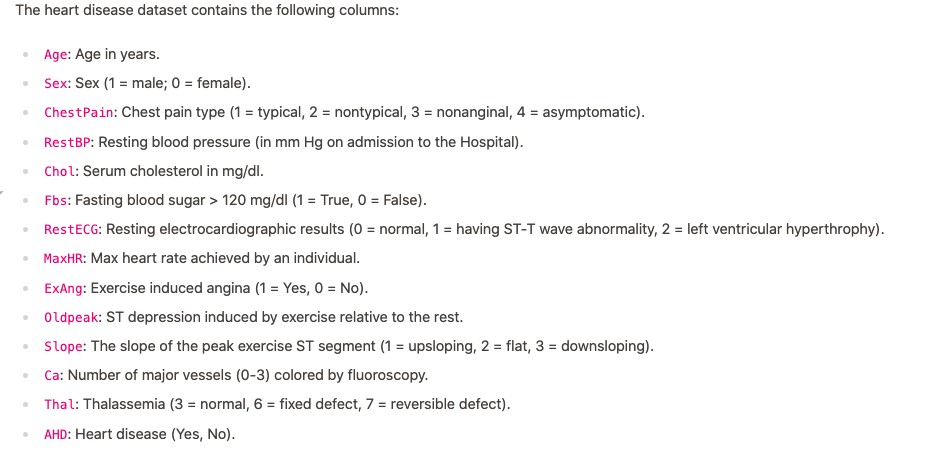 The heart disease dataset contains the following columns:
Age: Age in years.
Sex: Sex (1 = male; 0 = female).
ChestPain: Chest pain type (1 = typical, 2 = nontypical, 3 = nonanginal, 4 = asymptomatic).
RestBP: Resting blood pressure (in mm Hg on admission to the Hospital).
Chol: Serum cholesterol in mg/dl.
Fbs: Fasting blood sugar > 120 mg/dl (1 = True, 0 = False).
RestECG: Resting electrocardiographic results (0 = normal, 1 = having ST-T wave abnormality, 2 = left ventricular hyperthrophy).
MaxHR: Max heart rate achieved by an individual.
ExAng: Exercise induced angina (1 = Yes, 0 = No).
Oldpeak: ST depression induced by exercise relative to the rest.
Slope: The slope of the peak exercise ST segment (1 = upsloping, 2 = flat, 3 = downsloping).
Ca: Number of major vessels (0-3) colored by fluoroscopy.
Thal: Thalassemia (3 = normal, 6 = fixed defect, 7 = reversible defect).
AHD: Heart disease (Yes, No).